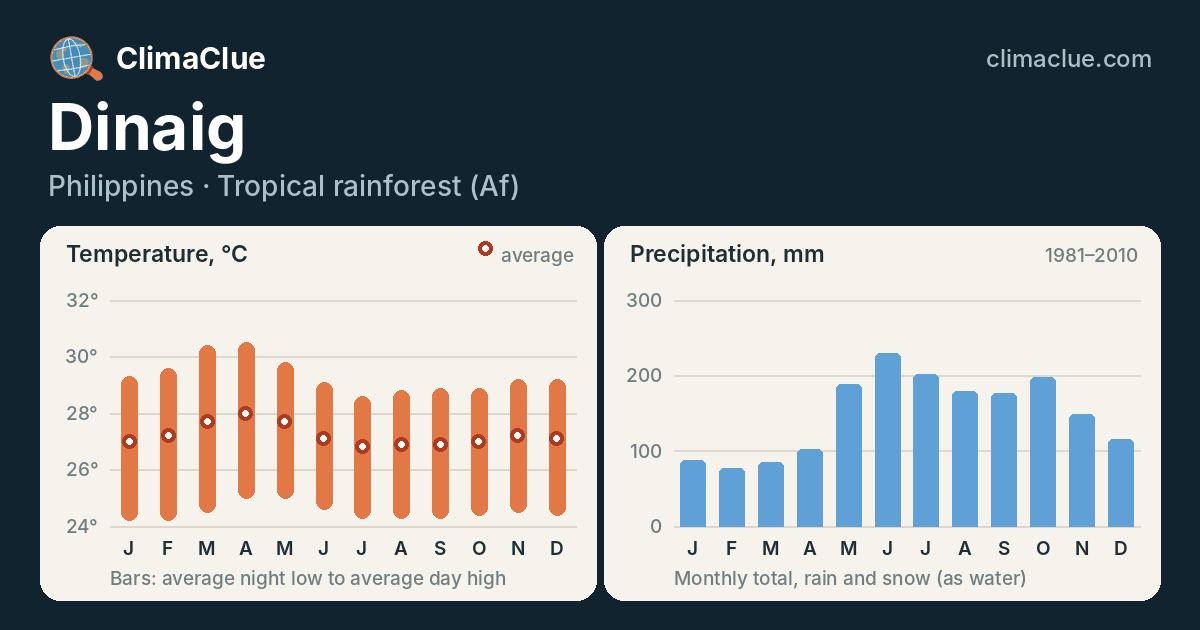 ClimaClue
climaclue.com
Dinaig
Philippines · Tropical rainforest (Af)
Temperature, °C
average
32°
30°
28°
26°
24°
J F M A M J J A S O N D
Bars: average night low to average day high
Precipitation, mm
1981–2010
300
200
100
0
J F M A M J J A S O N D
Monthly total, rain and snow (as water)